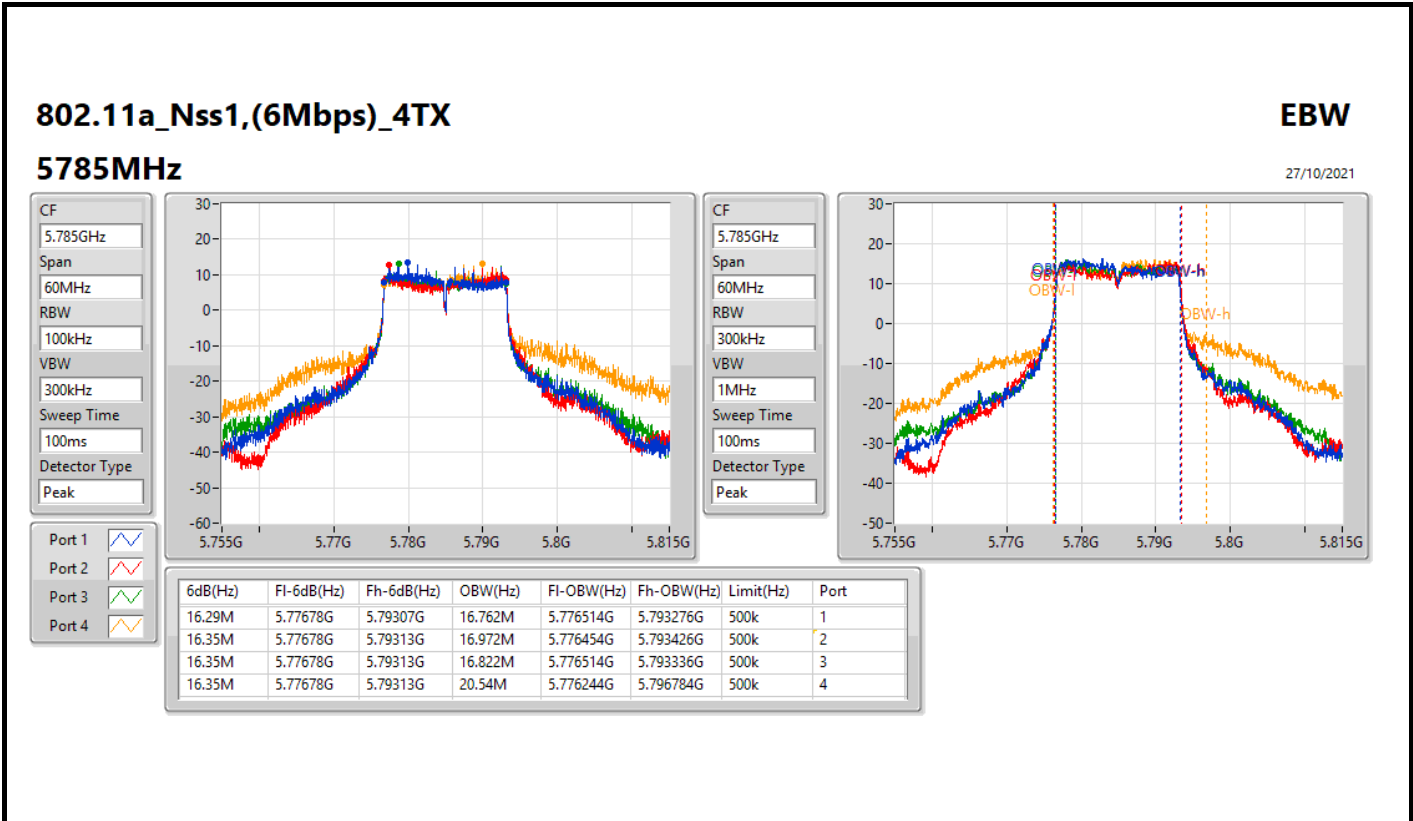 802.11a_Nss1,(6Mbps)_4TX
EBW
5785MHz
27/10/2021
CF
5.785GHz
Span
60MHz
RBW
100kHz
VBW
300kHz
Sweep Time
100ms
Detector Type
Peak
30
20
10
0
-10
-20
-30
-40
-50
-60
5.755G 5.77G 5.78G 5.79G 5.8G 5.815G
CF
5.785GHz
Span
60MHz
RBW
300kHz
VBW
1MHz
Sweep Time
100ms
Detector Type
Peak
30
20
10
0
-10
-20
-30
-40
-50
OBW-l
OBW-h
OBW-h
5.755G 5.77G 5.78G 5.79G 5.8G 5.815G
Port 1
Port 2
Port 3
Port 4
6dB(Hz) Fl-6dB(Hz) Fh-6dB(Hz) OBW(Hz) Fl-OBW(Hz) Fh-OBW(Hz) Limit(Hz) Port
16.29M 5.77678G 5.79307G 16.762M 5.776514G 5.793276G 500k 1
16.35M 5.77678G 5.79313G 16.972M 5.776454G 5.793426G 500k 2
16.35M 5.77678G 5.79313G 16.822M 5.776514G 5.793336G 500k 3
16.35M 5.77678G 5.79313G 20.54M 5.776244G 5.796784G 500k 4